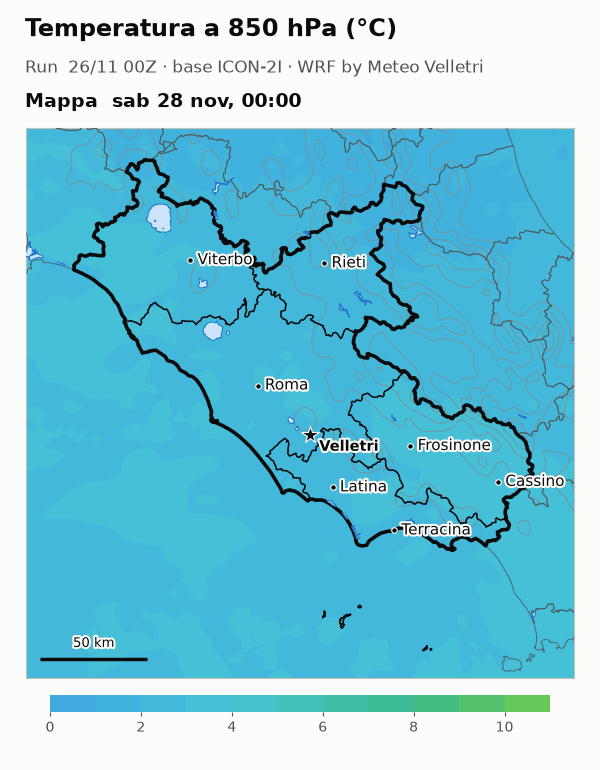 Temperatura a 850 hPa (°C)
Run  26/11 00Z · base ICON-2I · WRF by Meteo Velletri
Mappa  sab 28 nov, 00:00
Viterbo
Rieti
Roma
Velletri
Frosinone
Cassino
Latina
Terracina
50 km
0 2 4 6 8 10